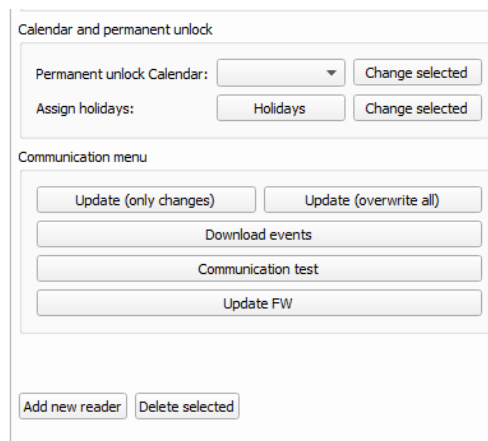 Calendar and permanent unlock
Permanent unlock Calendar: Change selected
Assign holidays: Holidays Change selected
Communication menu
Update (only changes) Update (overwrite all)
Download events
Communication test
Update FW
Add new reader Delete selected